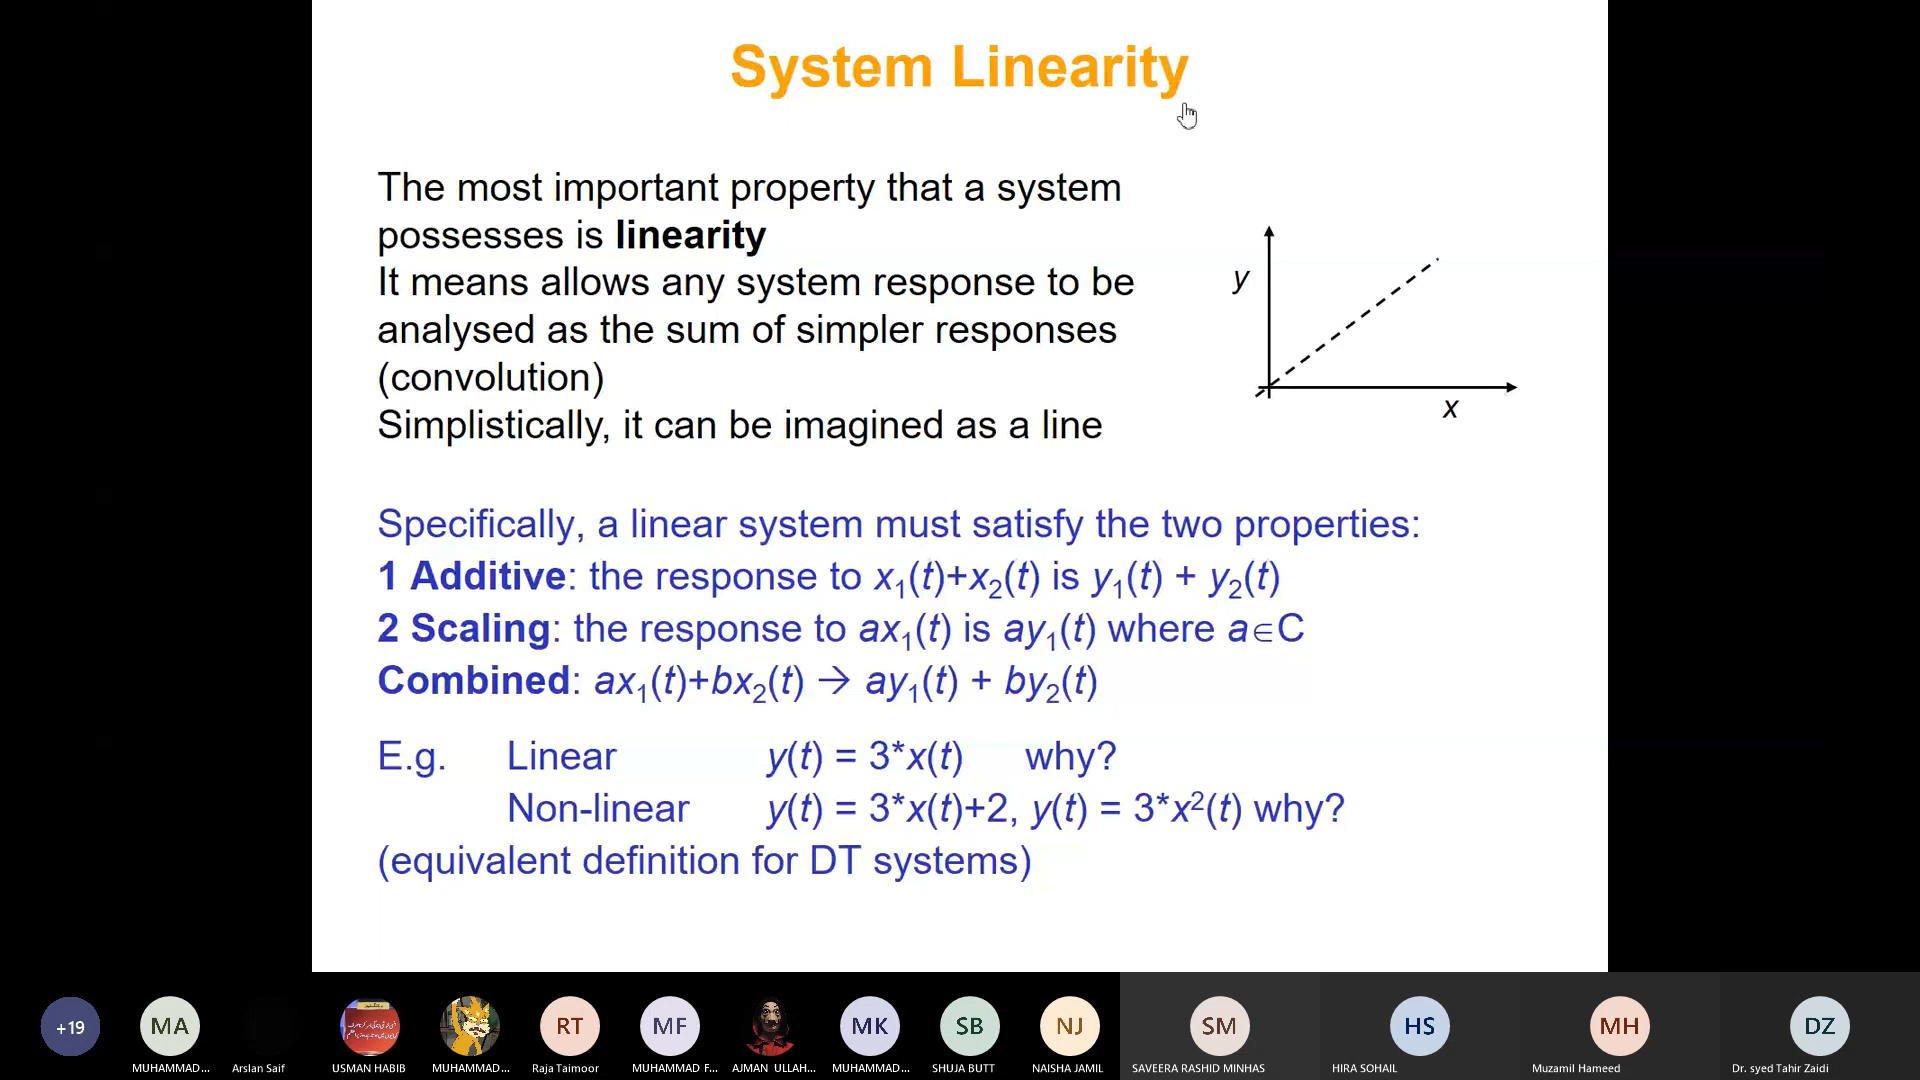 System Linearity
The most important property that a system
possesses is linearity
It means allows any system response to be
analysed as the sum of simpler responses
(convolution)
Simplistically, it can be imagined as a line
y
x
Specifically, a linear system must satisfy the two properties:
1 Additive: the response to x₁(t)+x₂(t) is y₁(t) + y₂(t)
2 Scaling: the response to ax₁(t) is ay₁(t) where a∈C
Combined: ax₁(t)+bx₂(t) → ay₁(t) + by₂(t)
E.g. Linear y(t) = 3*x(t) why?
Non-linear y(t) = 3*x(t)+2, y(t) = 3*x²(t) why?
(equivalent definition for DT systems)
+19 MA RT MF MK SB NJ SM HS MH DZ
MUHAMMAD... Arslan Saif USMAN HABIB MUHAMMAD... Raja Taimoor MUHAMMAD F... AJMAN ULLAH... MUHAMMAD... SHUJA BUTT NAISHA JAMIL SAVEERA RASHID MINHAS HIRA SOHAIL Muzamil Hameed Dr. syed Tahir Zaidi